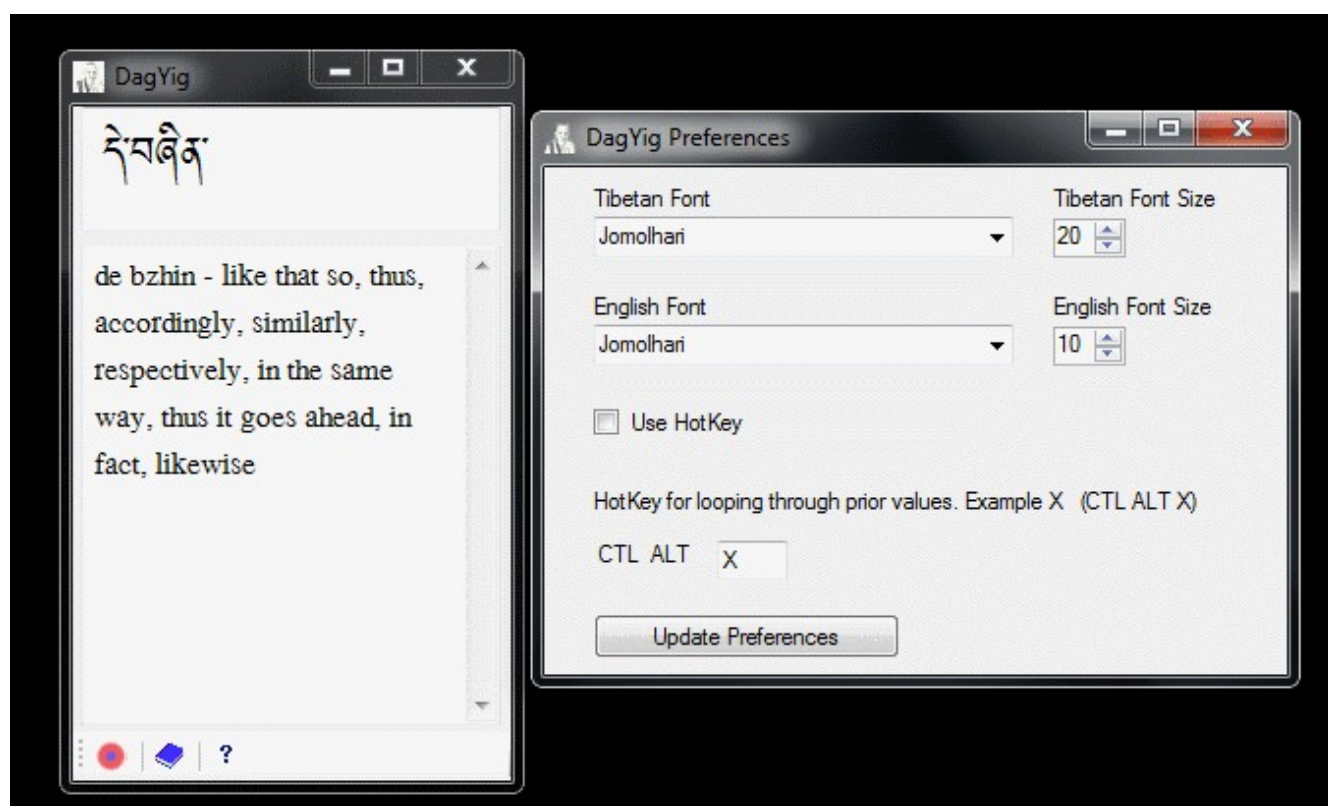 DagYig
དེ་བཞིན་
de bzhin - like that so, thus,
accordingly, similarly,
respectively, in the same
way, thus it goes ahead, in
fact, likewise
?
DagYig Preferences
Tibetan Font
Tibetan Font Size
Jomolhari
20
English Font
English Font Size
Jomolhari
10
Use HotKey
HotKey for looping through prior values. Example X (CTL ALT X)
CTL ALT X
Update Preferences